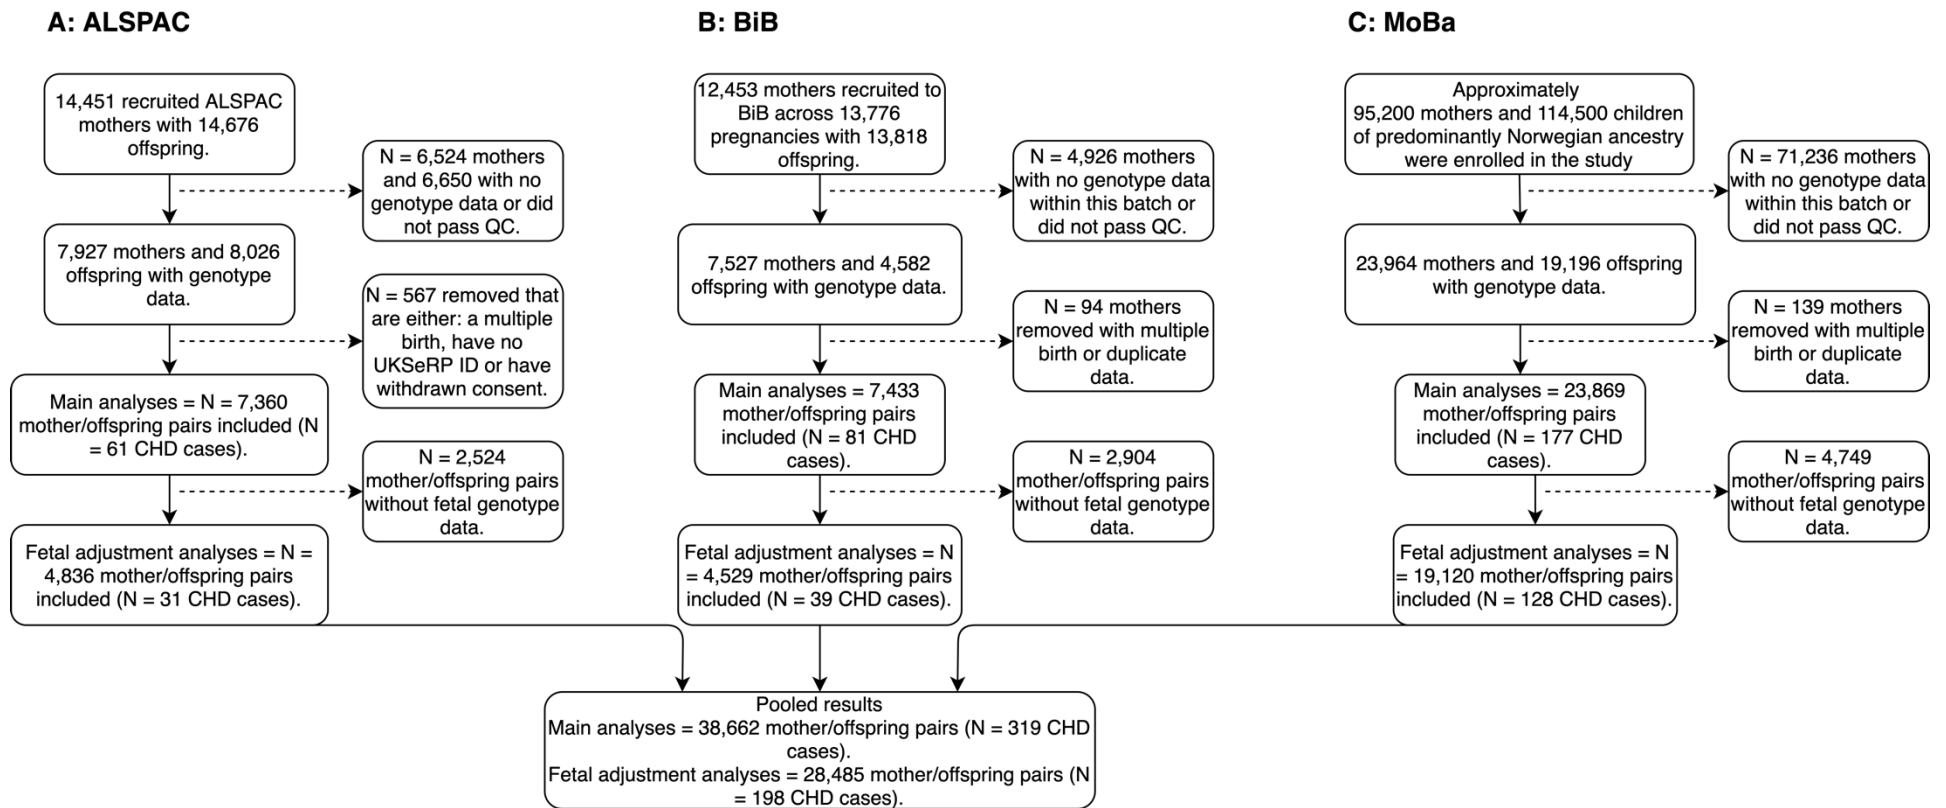 A: ALSPAC
14,451 recruited ALSPAC
mothers with 14,676
offspring.
N = 6,524 mothers
and 6,650 with no
genotype data or did
not pass QC.
7,927 mothers and 8,026
offspring with genotype
data.
N = 567 removed that
are either: a multiple
birth, have no
UKSeRP ID or have
withdrawn consent.
Main analyses = N = 7,360
mother/offspring pairs included (N
= 61 CHD cases).
N = 2,524
mother/offspring pairs
without fetal genotype
data.
Fetal adjustment analyses = N =
4,836 mother/offspring pairs
included (N = 31 CHD cases).
B: BiB
12,453 mothers recruited to
BiB across 13,776
pregnancies with 13,818
offspring.
N = 4,926 mothers
with no genotype data
within this batch or
did not pass QC.
7,527 mothers and 4,582
offspring with genotype data.
N = 94 mothers
removed with multiple
birth or duplicate
data.
Main analyses = 7,433
mother/offspring pairs
included (N = 81 CHD
cases).
N = 2,904
mother/offspring pairs
without fetal genotype
data.
Fetal adjustment analyses = N
= 4,529 mother/offspring pairs
included (N = 39 CHD cases).
C: MoBa
Approximately
95,200 mothers and 114,500 children
of predominantly Norwegian ancestry
were enrolled in the study
N = 71,236 mothers
with no genotype data
within this batch or
did not pass QC.
23,964 mothers and 19,196 offspring
with genotype data.
N = 139 mothers
removed with multiple
birth or duplicate
data.
Main analyses = 23,869
mother/offspring pairs
included (N = 177 CHD
cases).
N = 4,749
mother/offspring pairs
without fetal genotype
data.
Fetal adjustment analyses = N
= 19,120 mother/offspring pairs
included (N = 128 CHD cases).
Pooled results
Main analyses = 38,662 mother/offspring pairs (N = 319 CHD
cases).
Fetal adjustment analyses = 28,485 mother/offspring pairs (N
= 198 CHD cases).